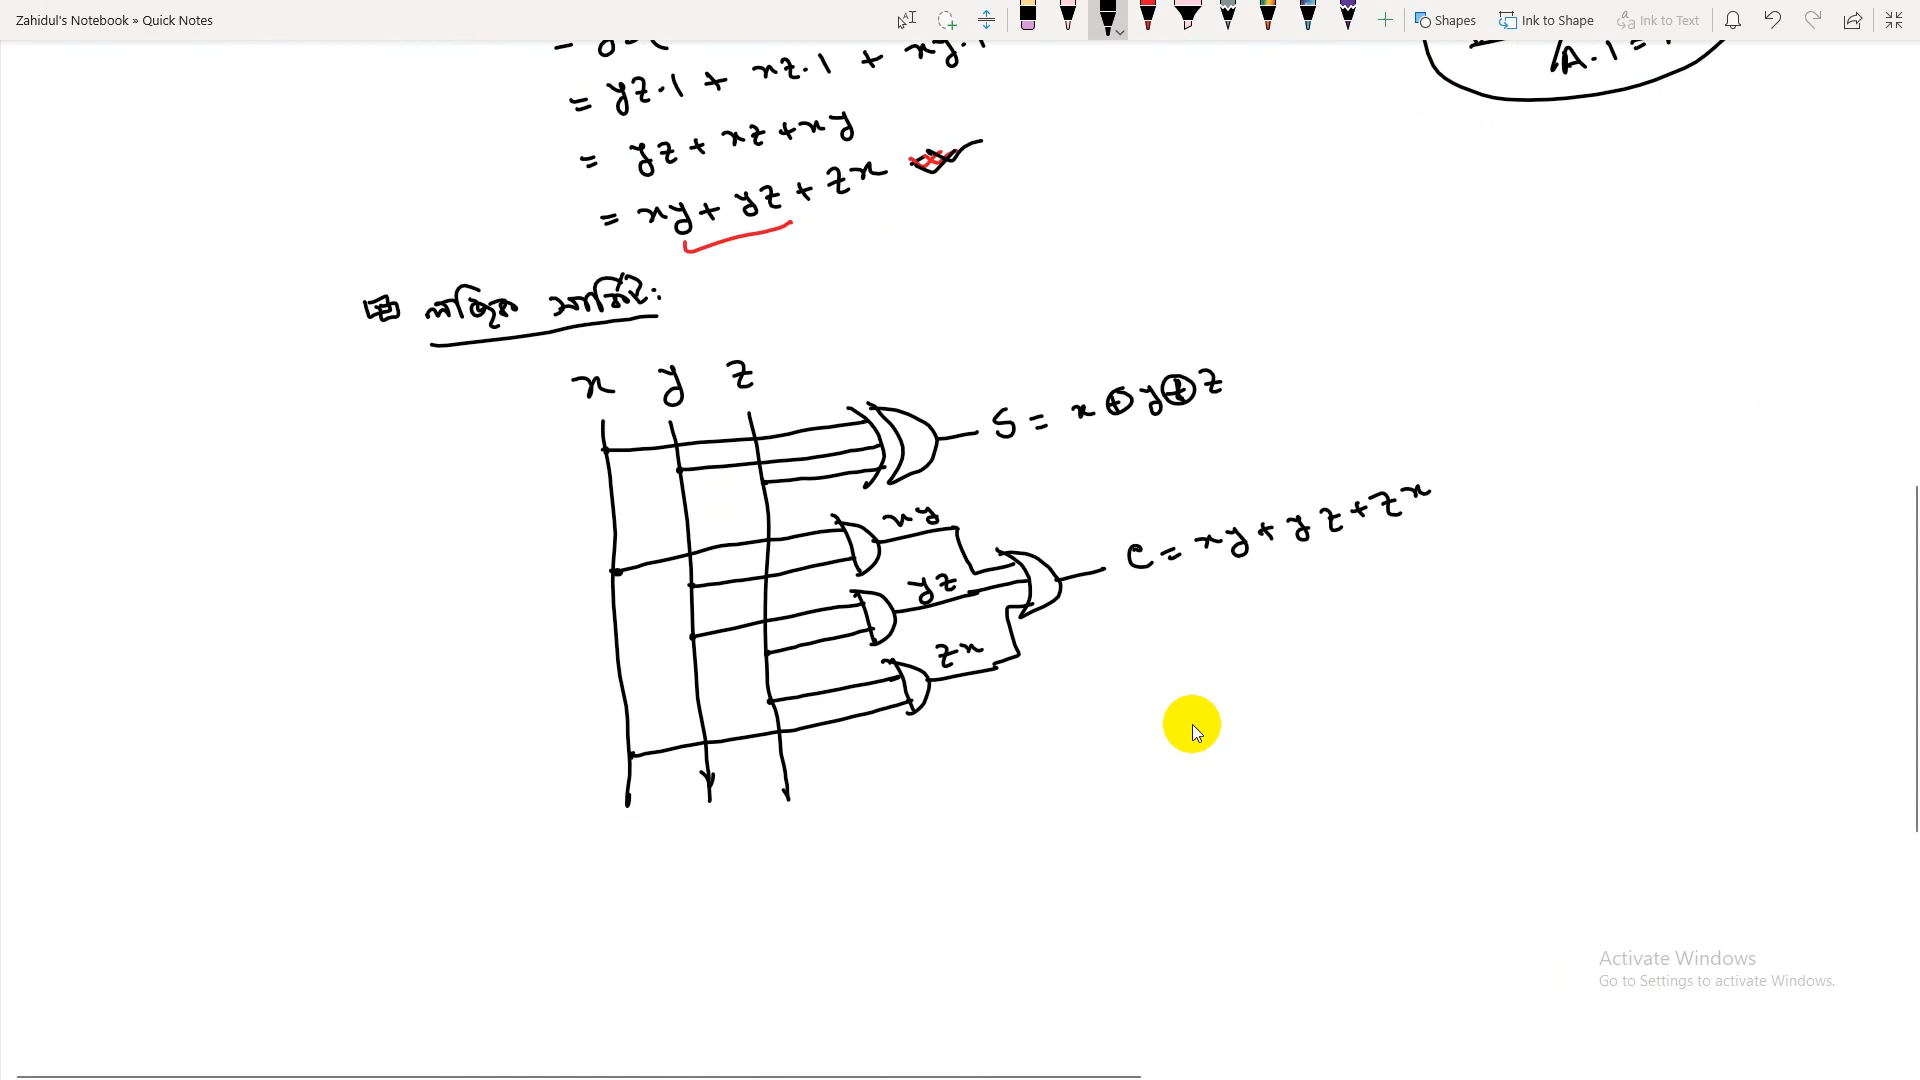 Zahidul's Notebook » Quick Notes
Shapes
Ink to Shape
Ink to Text
= yz.1 + xz.1 + xy.1
A.1 =
= yz + xz + xy
= xy + yz + zx
লজিক সার্কিট:
x y z
S = x ⊕ y ⊕ z
xy
C = xy + yz + zx
yz
zx
Activate Windows
Go to Settings to activate Windows.